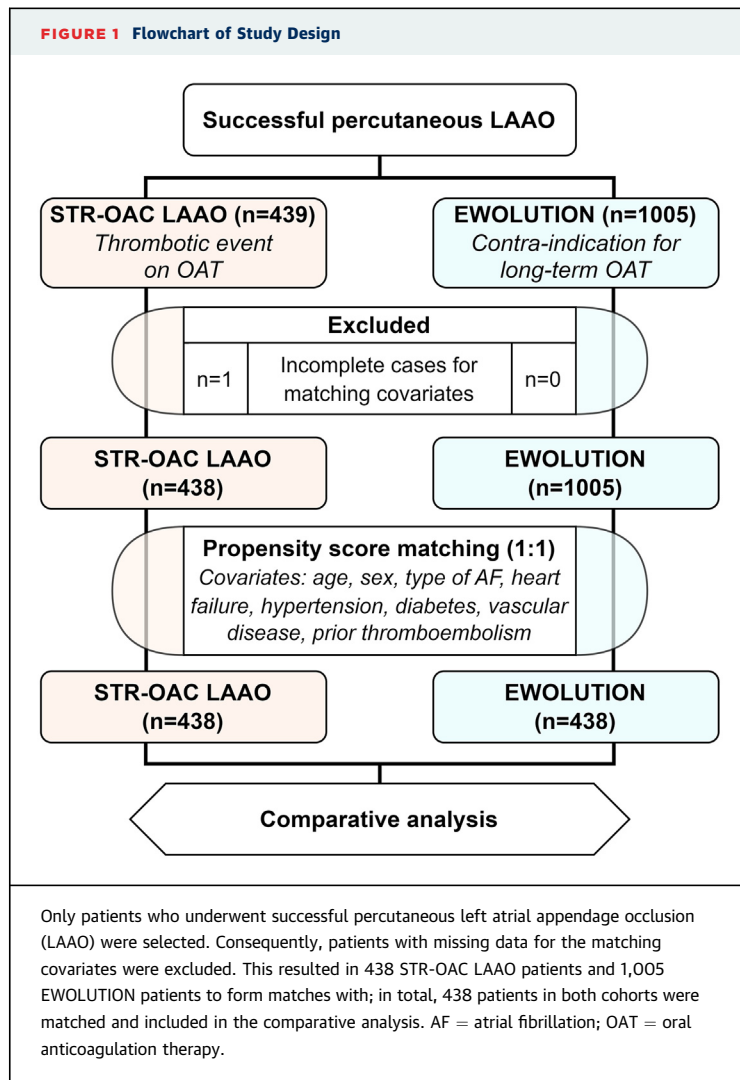 FIGURE 1 Flowchart of Study Design
Successful percutaneous LAAO
STR-OAC LAAO (n=439)
Thrombotic event
on OAT
EWOLUTION (n=1005)
Contra-indication for
long-term OAT
Excluded
n=1
Incomplete cases for
matching covariates
n=0
STR-OAC LAAO
(n=438)
EWOLUTION
(n=1005)
Propensity score matching (1:1)
Covariates: age, sex, type of AF, heart
failure, hypertension, diabetes, vascular
disease, prior thromboembolism
STR-OAC LAAO
(n=438)
EWOLUTION
(n=438)
Comparative analysis
Only patients who underwent successful percutaneous left atrial appendage occlusion
(LAAO) were selected. Consequently, patients with missing data for the matching
covariates were excluded. This resulted in 438 STR-OAC LAAO patients and 1,005
EWOLUTION patients to form matches with; in total, 438 patients in both cohorts were
matched and included in the comparative analysis. AF = atrial fibrillation; OAT = oral
anticoagulation therapy.